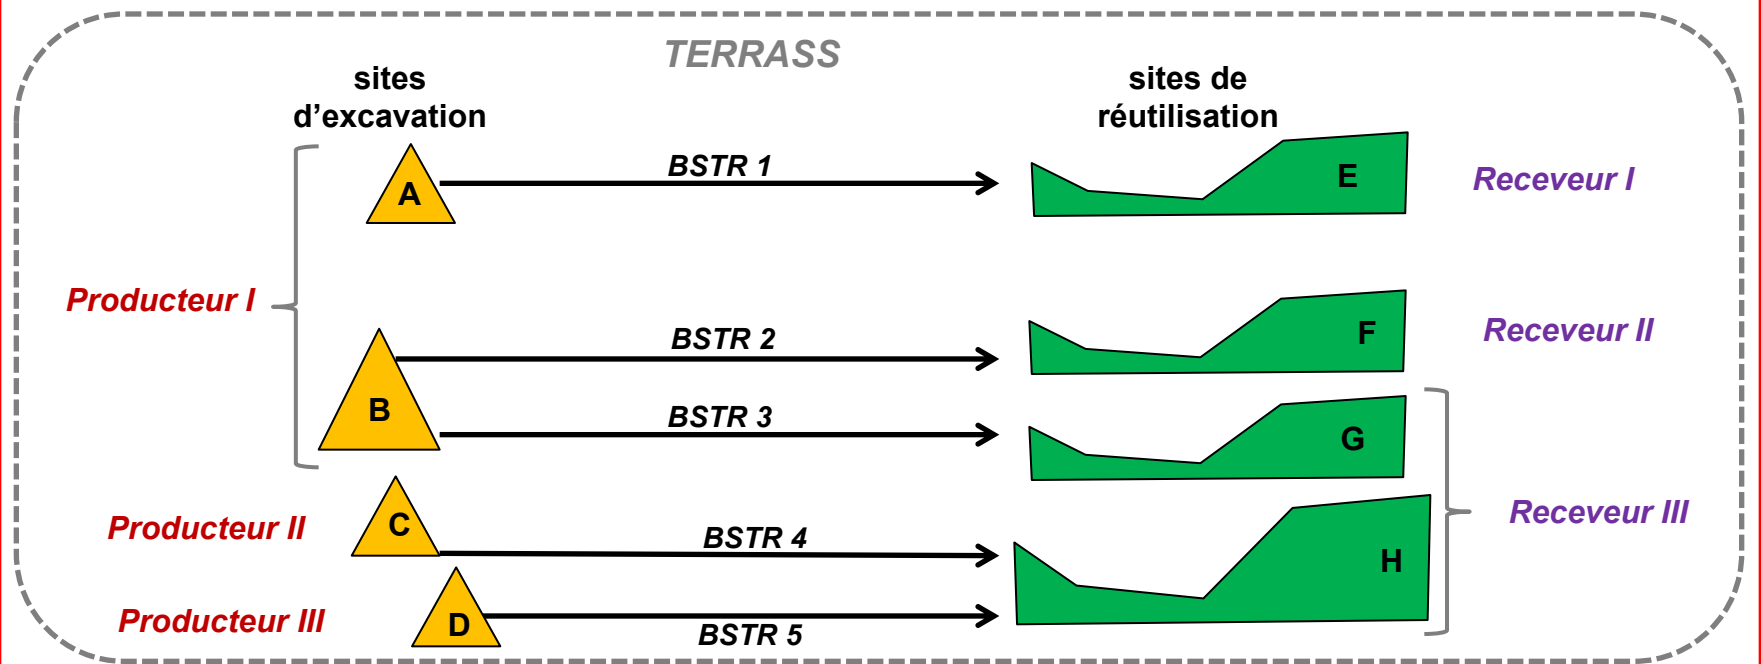 TERRASS
sites
d’excavation
sites de
réutilisation
A
BSTR 1
E
Receveur I
Producteur I
B
BSTR 2
F
Receveur II
BSTR 3
G
Producteur II
C
BSTR 4
H
Receveur III
Producteur III
D
BSTR 5